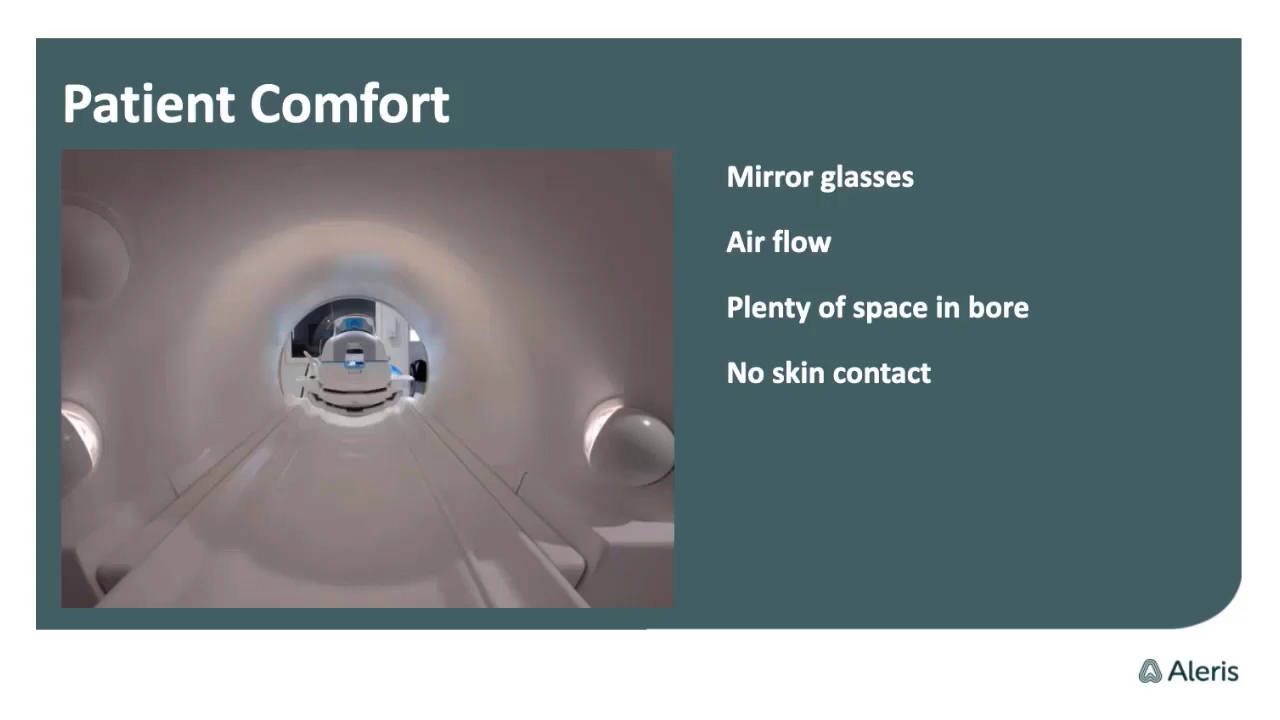 Patient Comfort
Mirror glasses
Air flow
Plenty of space in bore
No skin contact
Aleris